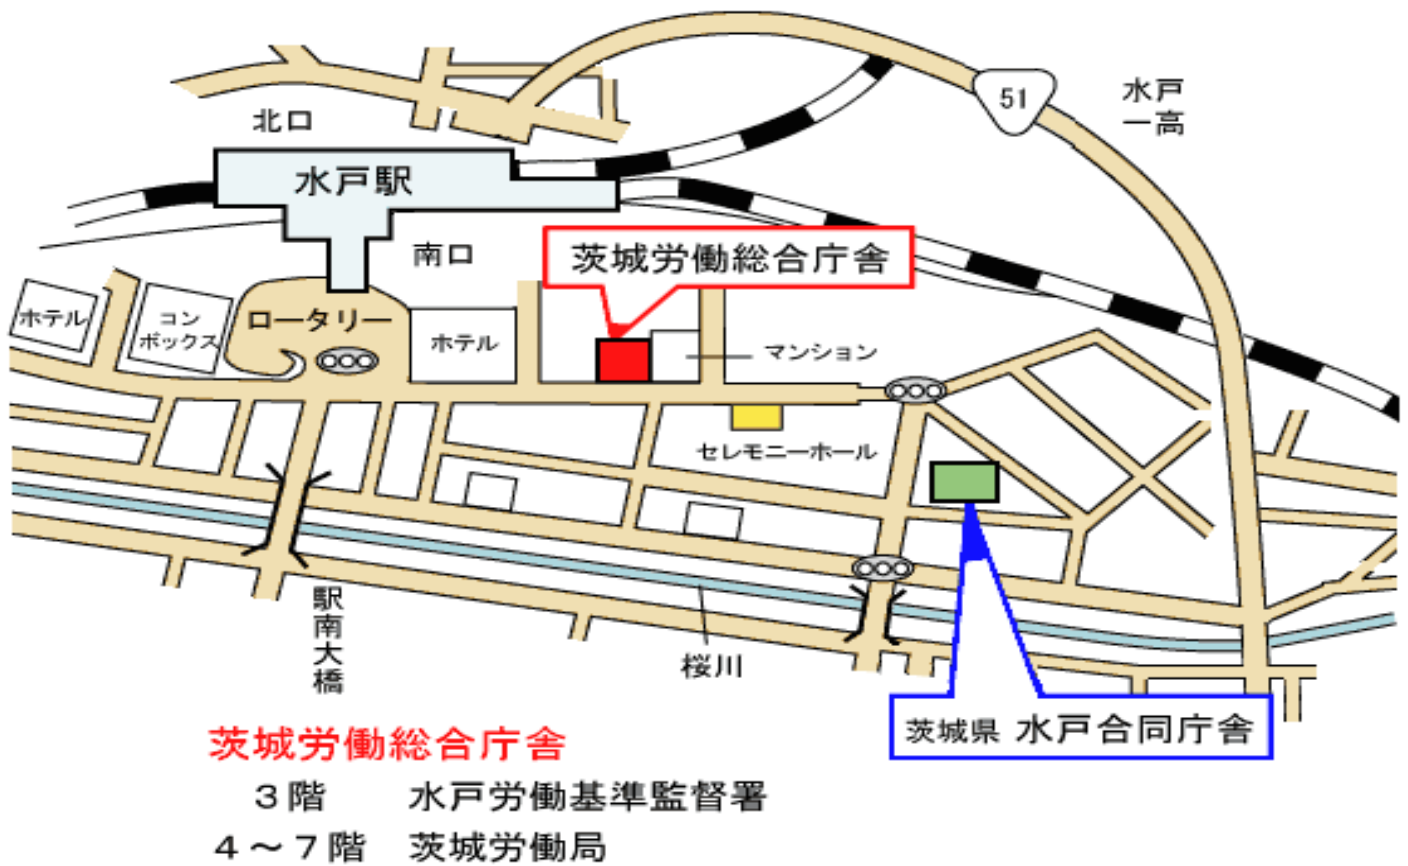 51
水戸
一高
北口
水戸駅
南口
茨城労働総合庁舎
ホテル
コン
ボックス
ロータリー
ホテル
マンション
セレモニーホール
駅南大橋
桜川
茨城県 水戸合同庁舎
茨城労働総合庁舎
3階 水戸労働基準監督署
4～7階 茨城労働局